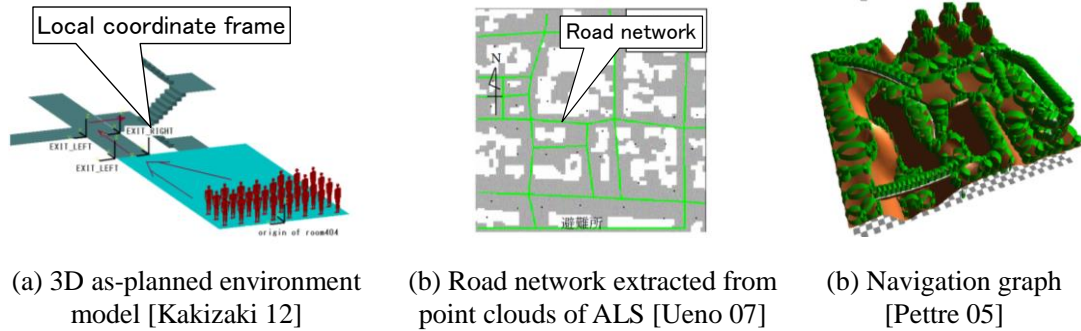 Local coordinate frame
EXIT_RIGHT
EXIT_LEFT
EXIT_LEFT
origin of room404
Road network
N
避難所
(a) 3D as-planned environment
model [Kakizaki 12]
(b) Road network extracted from
point clouds of ALS [Ueno 07]
(b) Navigation graph
[Pettre 05]